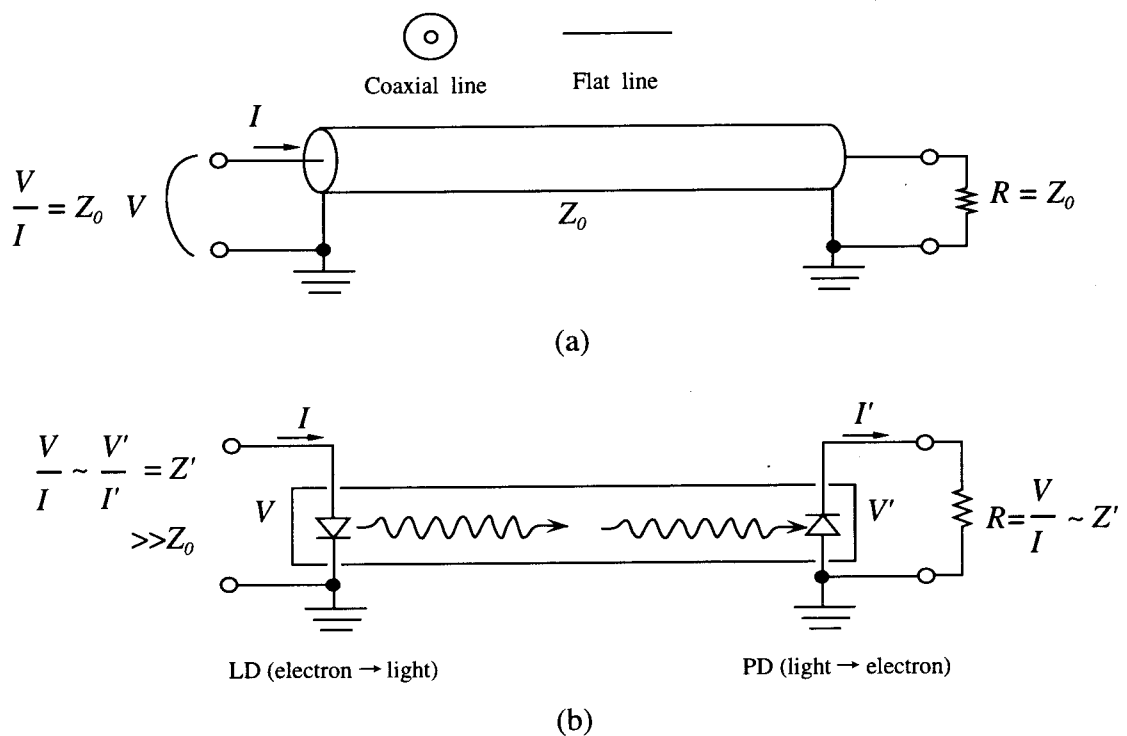 Coaxial line
Flat line
I
V/I = Z₀
V
Z₀
R = Z₀
(a)
I
I'
V/I ~ V'/I' = Z'
>>Z₀
V
V'
R=V/I ~ Z'
LD (electron → light)
PD (light → electron)
(b)